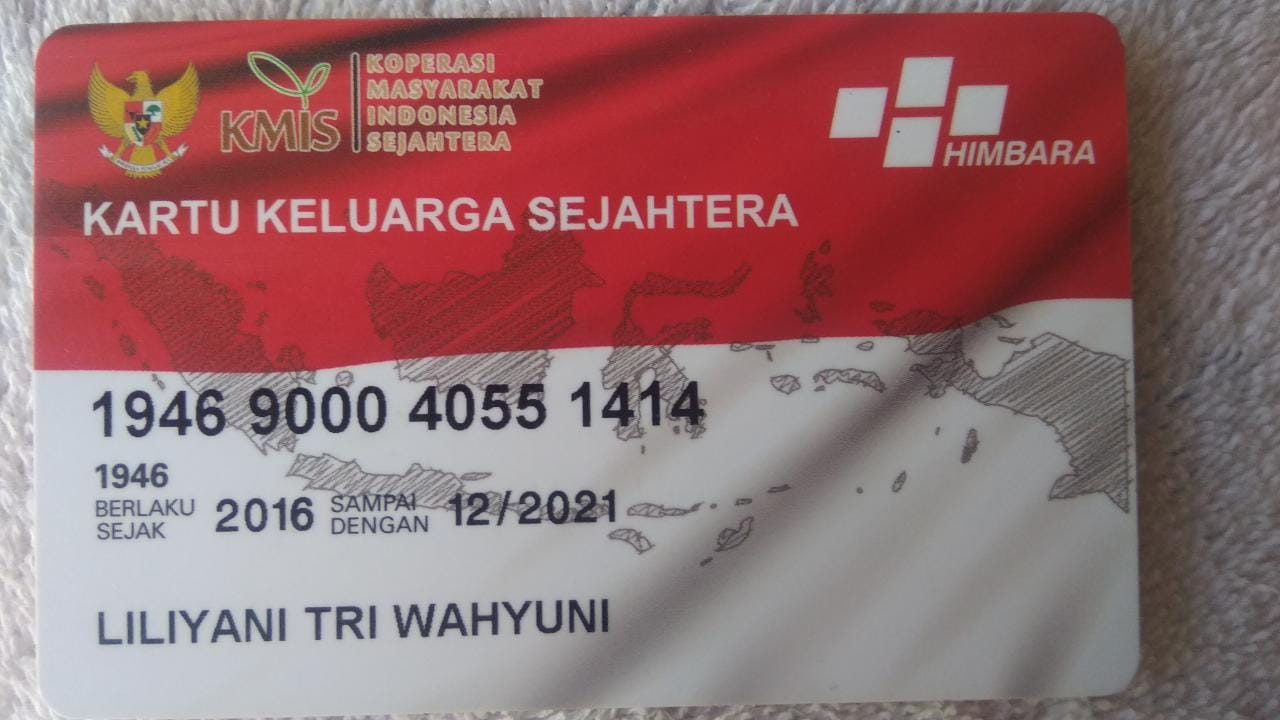 KMIS
KOPERASI
MASYARAKAT
INDONESIA
SEJAHTERA
HIMBARA
KARTU KELUARGA SEJAHTERA
1946 9000 4055 1414
1946
BERLAKU SEJAK 2016 SAMPAI DENGAN 12/2021
LILIYANI TRI WAHYUNI